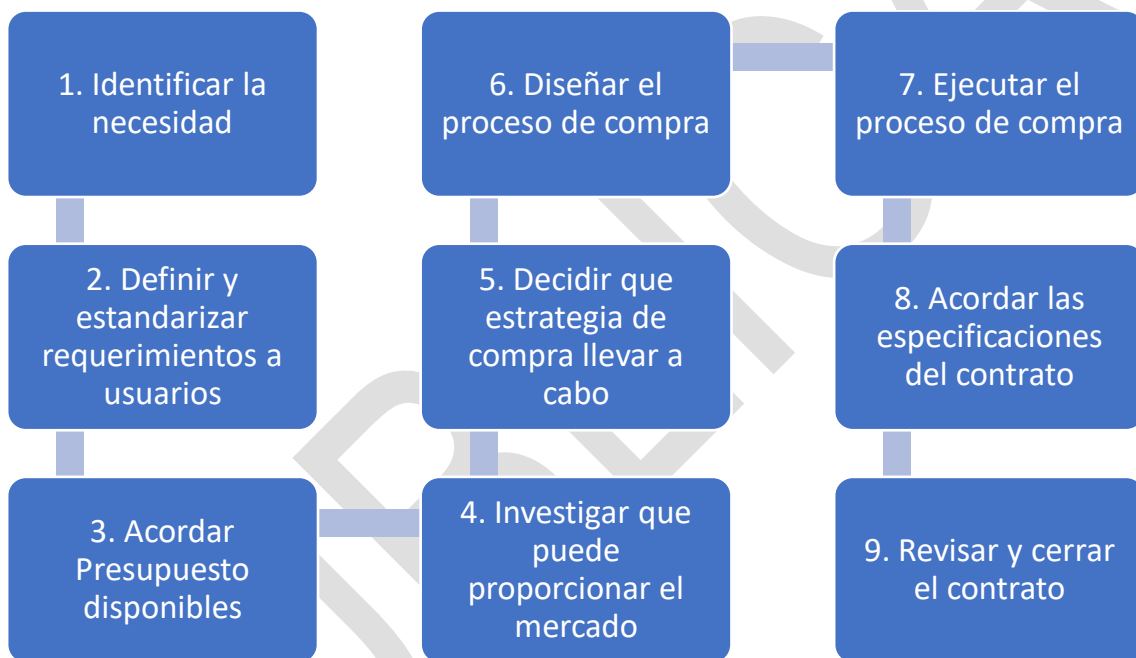 1. Identificar la
necesidad
2. Definir y
estandarizar
requerimientos a
usuarios
3. Acordar
Presupuesto
disponibles
4. Investigar que
puede
proporcionar el
mercado
5. Decidir que
estrategia de
compra llevar a
cabo
6. Diseñar el
proceso de compra
7. Ejecutar el
proceso de compra
8. Acordar las
especificaciones
del contrato
9. Revisar y cerrar
el contrato